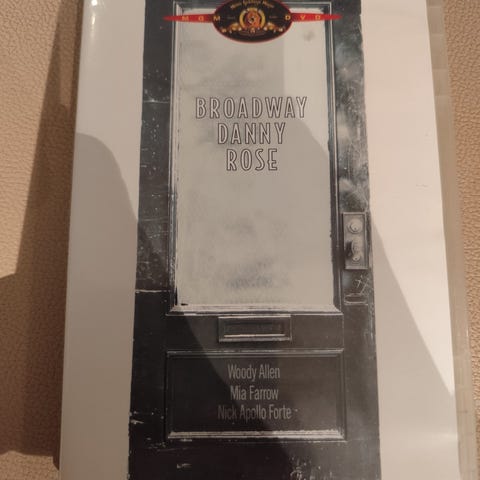 MGM DVD
BROADWAY
DANNY
ROSE
Woody Allen
Mia Farrow
Nick Apollo Forte